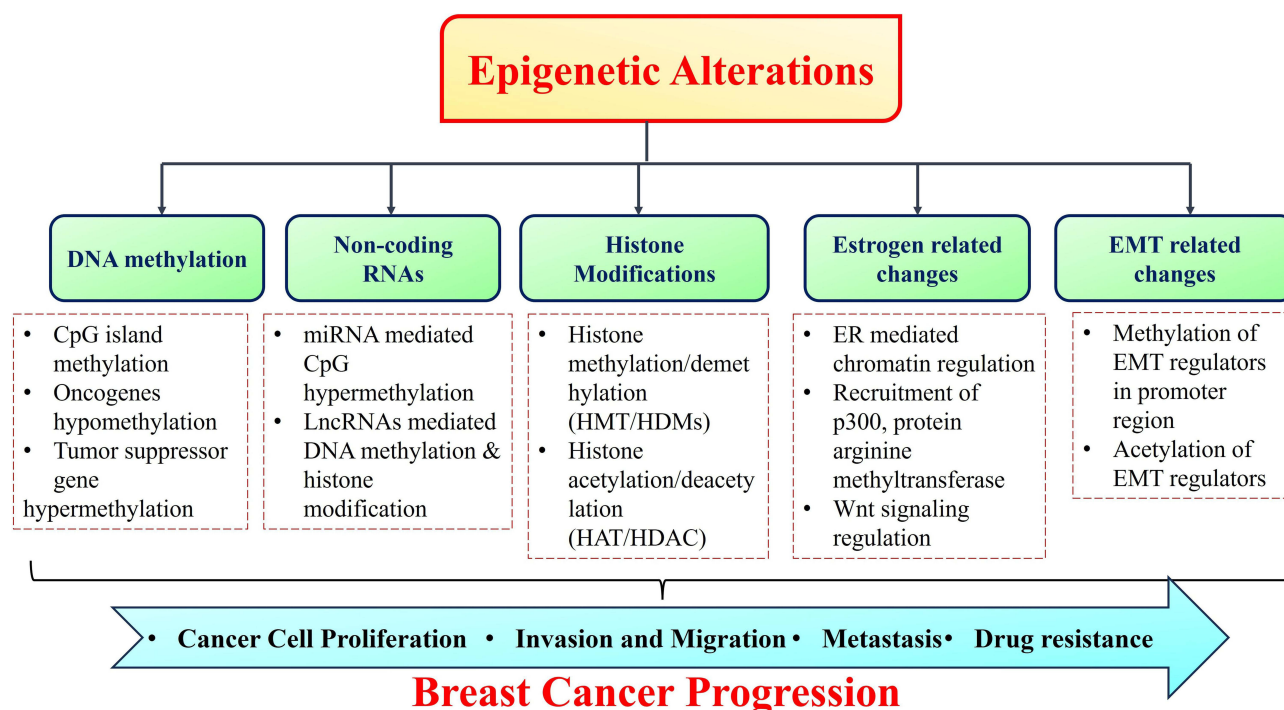 Epigenetic Alterations
DNA methylation
• CpG island
methylation
• Oncogenes
hypomethylation
• Tumor suppressor
gene
hypermethylation
Non-coding
RNAs
• miRNA mediated
CpG
hypermethylation
• LncRNAs mediated
DNA methylation &
histone
modification
Histone
Modifications
• Histone
methylation/demet
hylation
(HMT/HDMs)
• Histone
acetylation/deacety
lation
(HAT/HDAC)
Estrogen related
changes
• ER mediated
chromatin regulation
• Recruitment of
p300, protein
arginine
methyltransferase
• Wnt signaling
regulation
EMT related
changes
• Methylation of
EMT regulators
in promoter
region
• Acetylation of
EMT regulators
• Cancer Cell Proliferation • Invasion and Migration • Metastasis • Drug resistance
Breast Cancer Progression